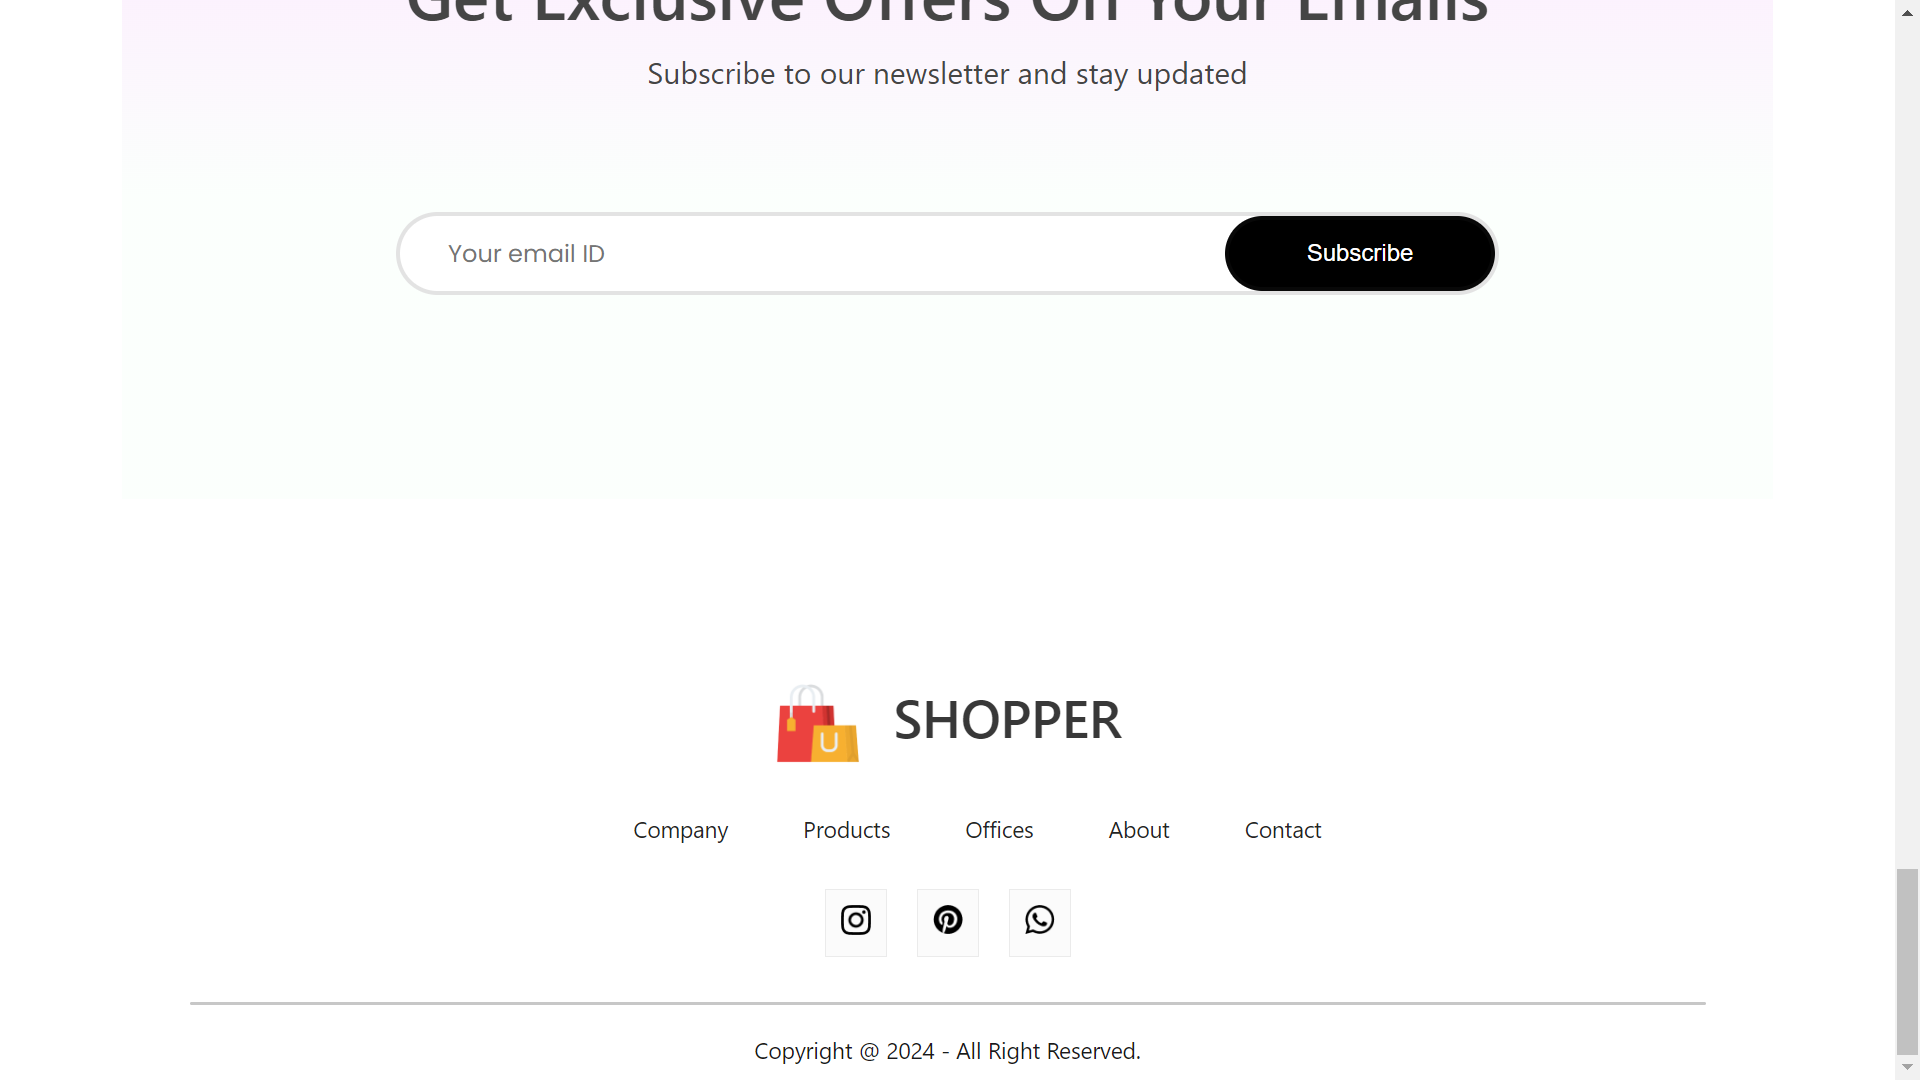 Get Exclusive Offers On Your Emails
Subscribe to our newsletter and stay updated
Your email ID
Subscribe
U
SHOPPER
Company
Products
Offices
About
Contact
Copyright @ 2024 - All Right Reserved.